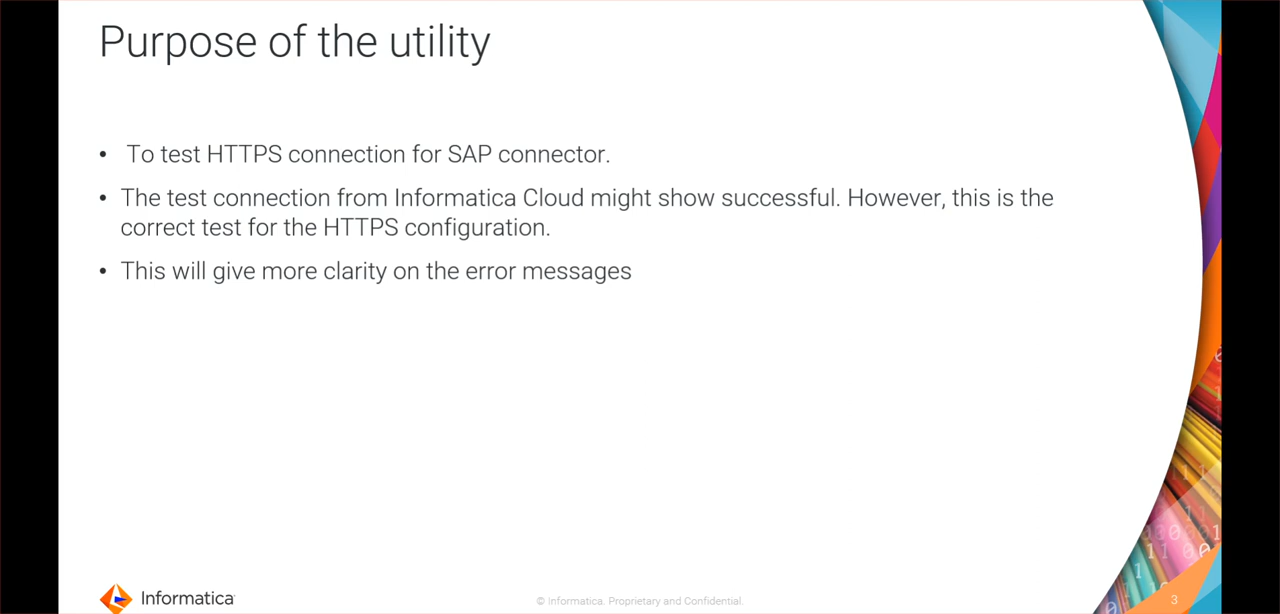 Purpose of the utility
• To test HTTPS connection for SAP connector.
• The test connection from Informatica Cloud might show successful. However, this is the
correct test for the HTTPS configuration.
• This will give more clarity on the error messages
Informatica
© Informatica. Proprietary and Confidential.
3